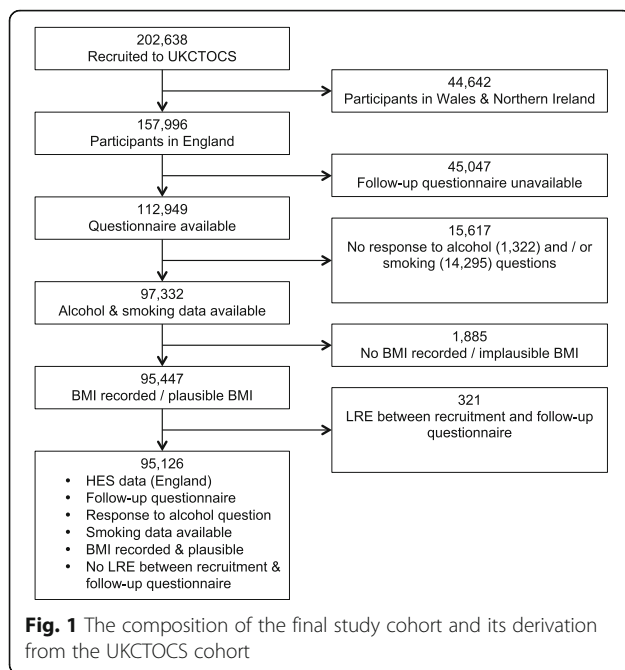 202,638
Recruited to UKCTOCS
44,642
Participants in Wales & Northern Ireland
157,996
Participants in England
45,047
Follow-up questionnaire unavailable
112,949
Questionnaire available
15,617
No response to alcohol (1,322) and / or
smoking (14,295) questions
97,332
Alcohol & smoking data available
1,885
No BMI recorded / implausible BMI
95,447
BMI recorded / plausible BMI
321
LRE between recruitment and follow-up
questionnaire
95,126
• HES data (England)
• Follow-up questionnaire
• Response to alcohol question
• Smoking data available
• BMI recorded & plausible
• No LRE between recruitment &
follow-up questionnaire
Fig. 1 The composition of the final study cohort and its derivation
from the UKCTOCS cohort